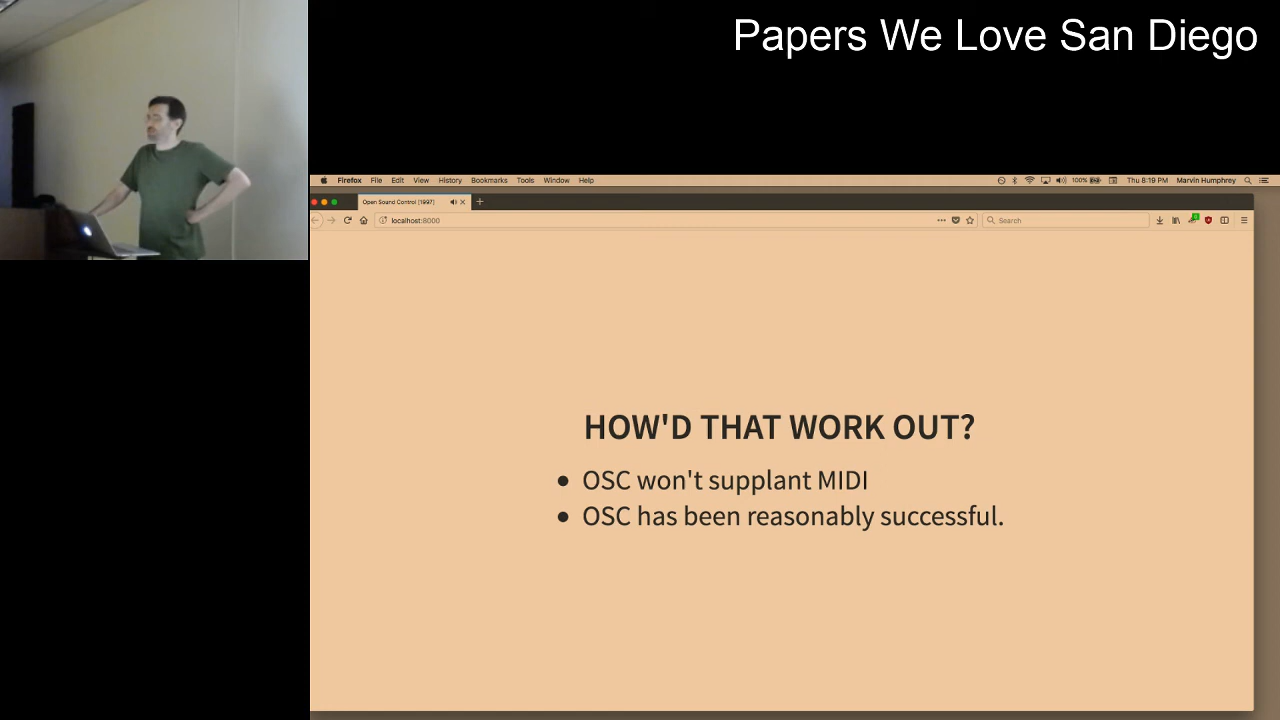 Papers We Love San Diego
Firefox File Edit View History Bookmarks Tools Window Help
100% Thu 8:19 PM Marvin Humphrey
Open Sound Control [1997]
localhost:8000
Search
HOW'D THAT WORK OUT?
• OSC won't supplant MIDI
• OSC has been reasonably successful.